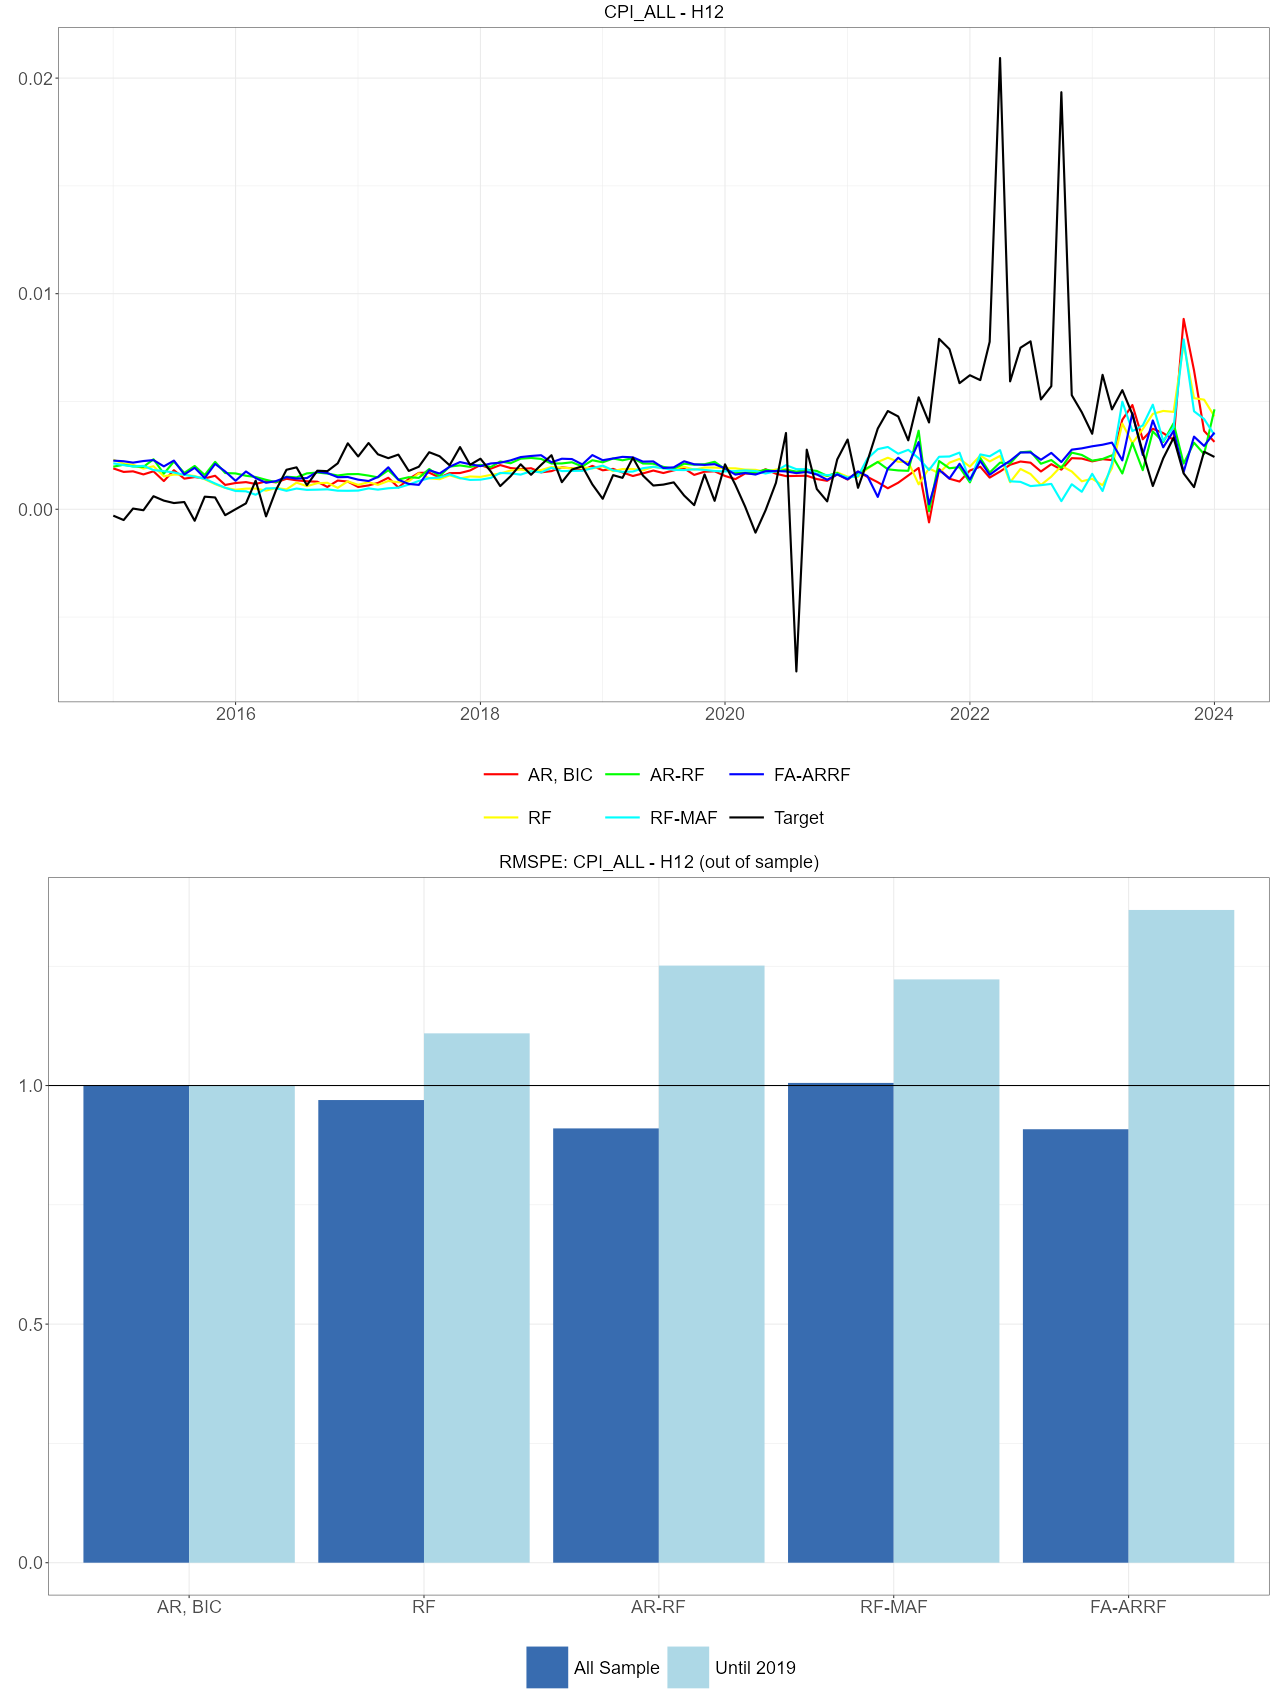 CPI_ALL - H12
0.02
0.01
0.00
2016 2018 2020 2022 2024
AR, BIC AR-RF FA-ARRF
RF RF-MAF Target
RMSPE: CPI_ALL - H12 (out of sample)
1.0
0.5
0.0
AR, BIC RF AR-RF RF-MAF FA-ARRF
All Sample Until 2019